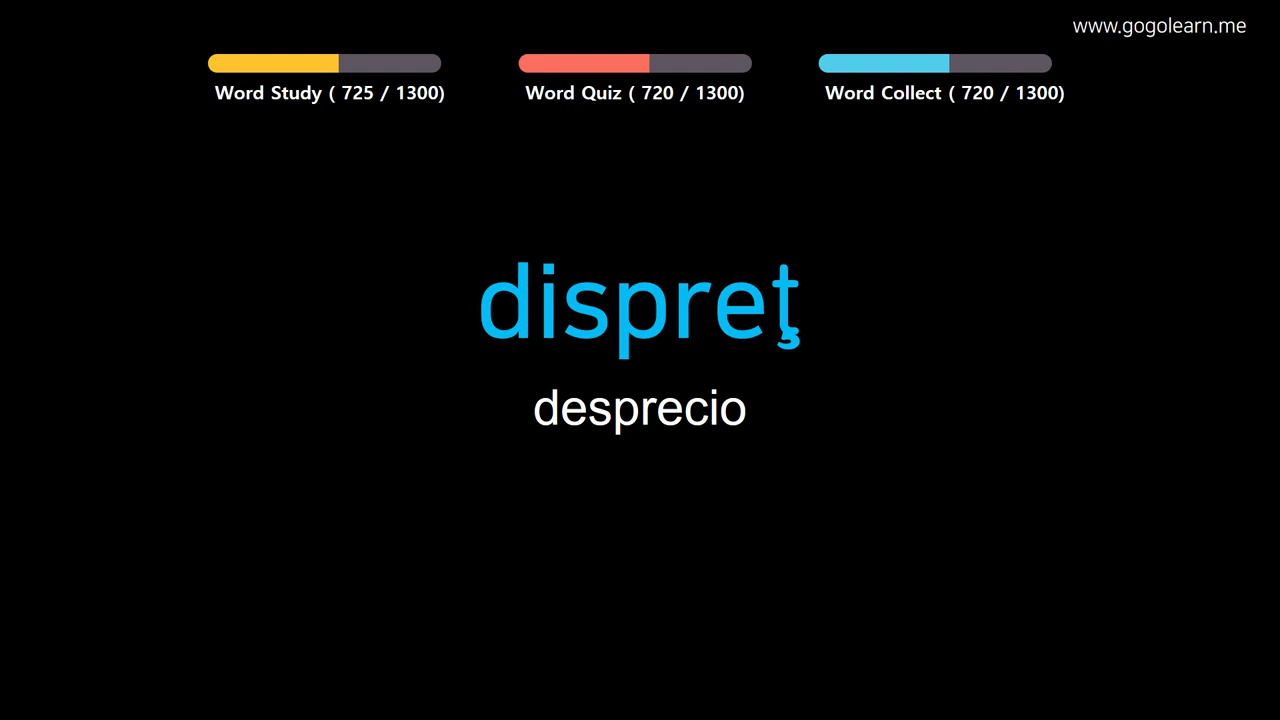 www.gogolearn.me
Word Study ( 725 / 1300)
Word Quiz ( 720 / 1300)
Word Collect ( 720 / 1300)
dispreţ
desprecio